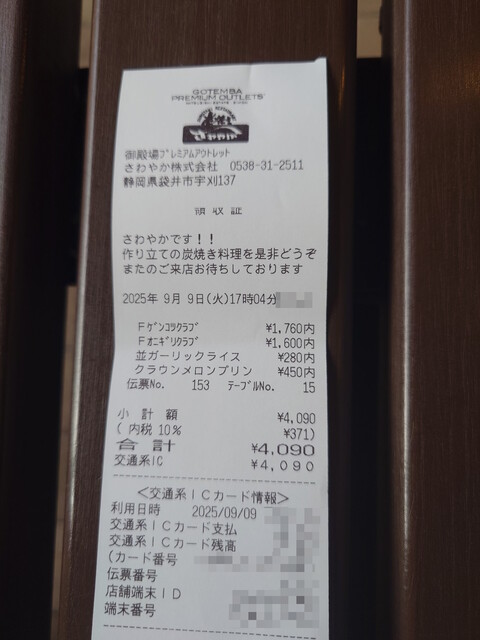 GOTEMBA
PREMIUM OUTLETS
さわやか
御殿場プレミアムアウトレット
さわやか株式会社 0538-31-2511
静岡県袋井市宇刈137
領収証
さわやかです!!
作り立ての炭焼き料理を是非どうぞ
またのご来店お待ちしております
2025年 9月 9日(火)17時04分
Fゲンコツクラブ ¥1,760内
Fオニギリクラブ ¥1,600内
並ガーリックライス ¥280内
クラウンメロンプリン ¥450内
伝票No. 153 テーブルNo. 15
小 計 額 ¥4,090
( 内税 10% ¥371)
合 計 ¥4,090
交通系IC ¥4,090
<交通系ICカード情報>
利用日時 2025/09/09
交通系ICカード支払
交通系ICカード残高
(カード番号
伝票番号
店舗端末ID
端末番号